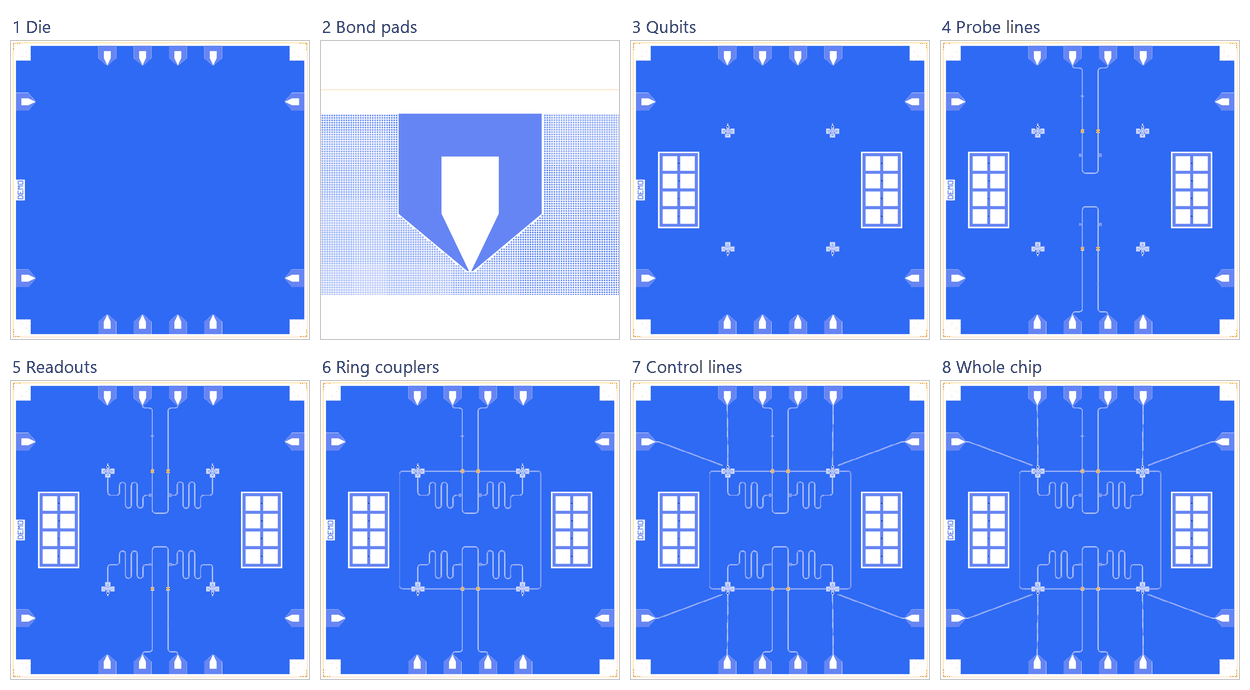 1 Die
2 Bond pads
3 Qubits
4 Probe lines
DEMO
DEMO
DEMO
5 Readouts
6 Ring couplers
7 Control lines
8 Whole chip
DEMO
DEMO
DEMO
DEMO